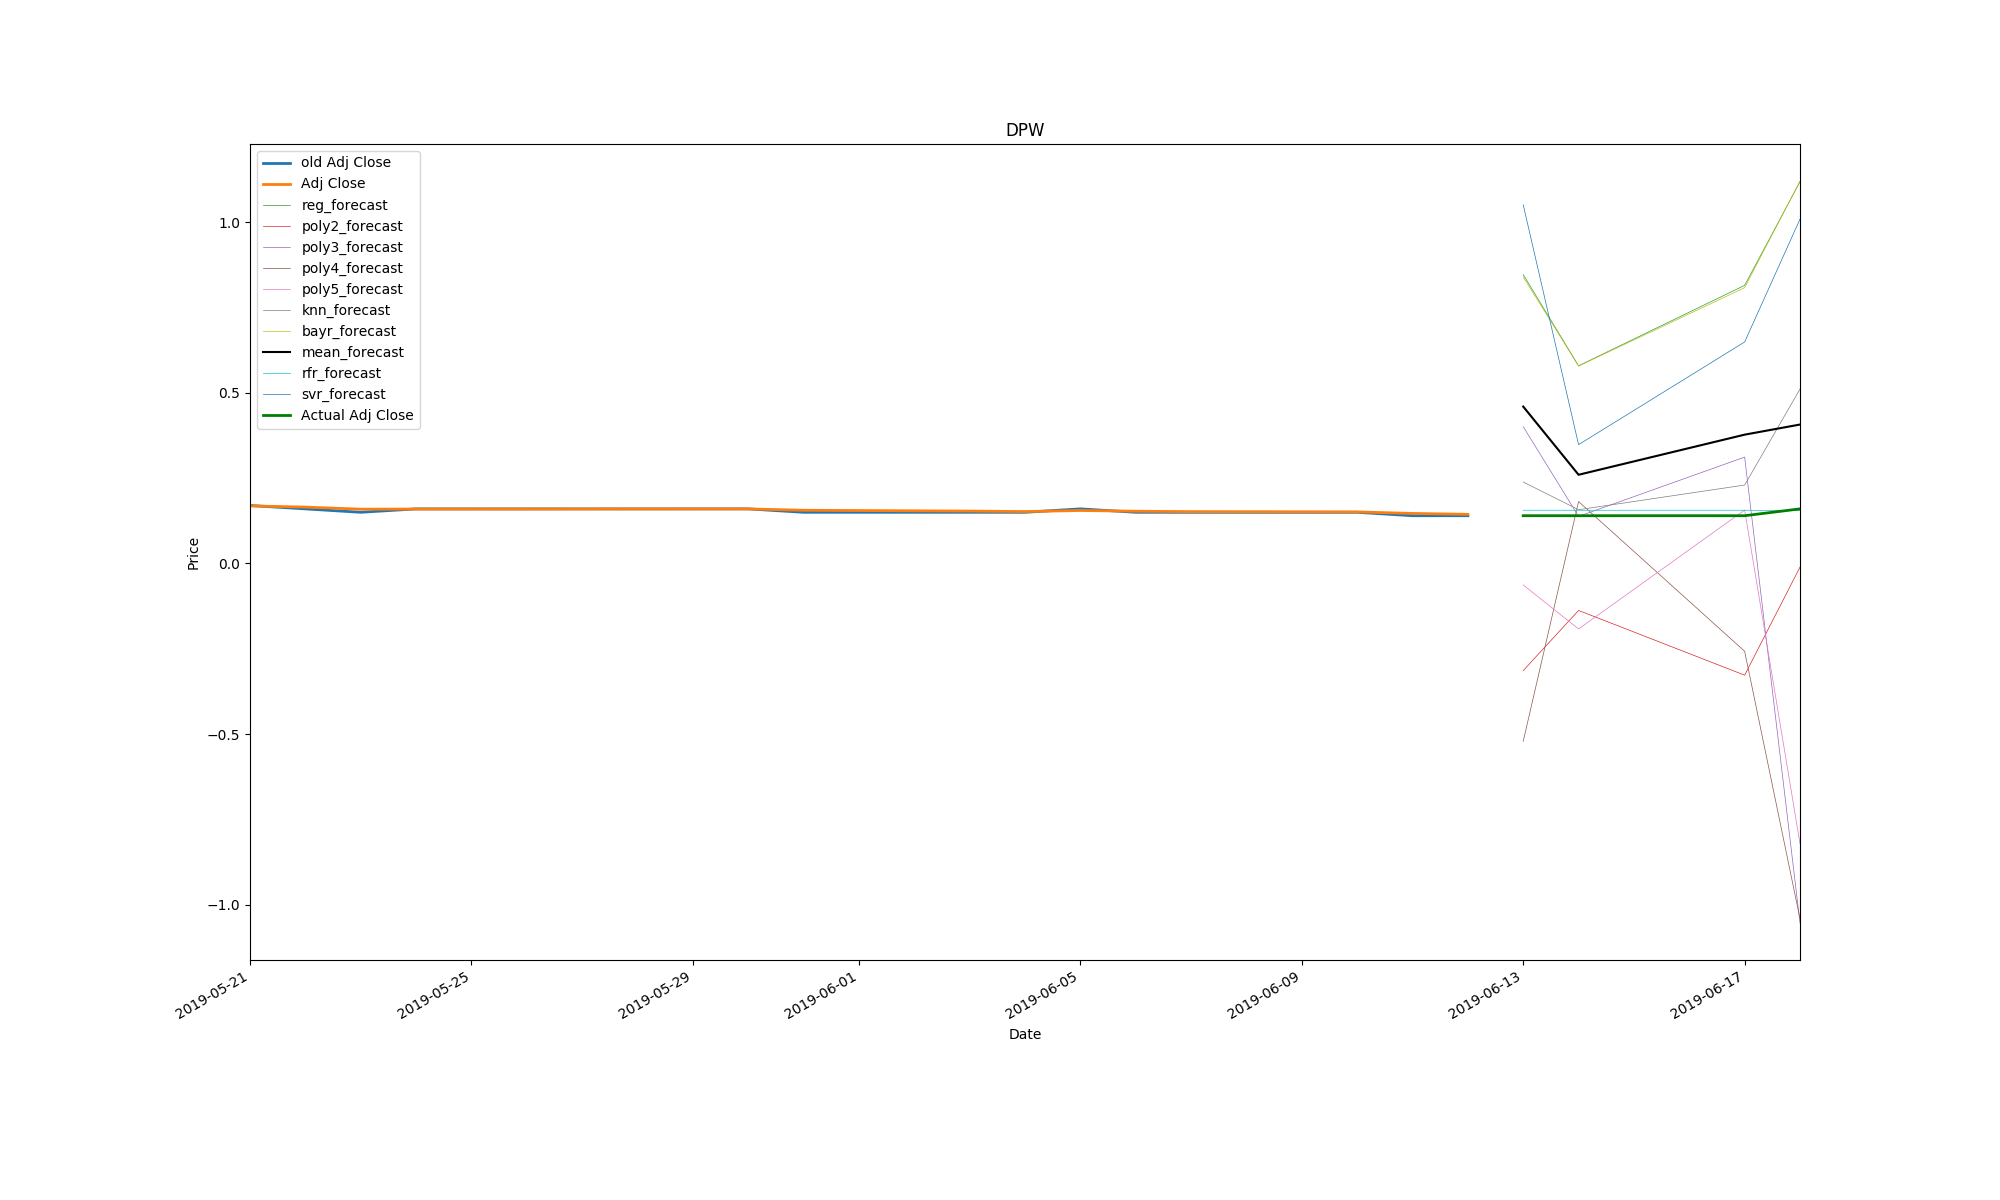 DPW
old Adj Close
Adj Close
reg_forecast
poly2_forecast
poly3_forecast
poly4_forecast
poly5_forecast
knn_forecast
bayr_forecast
mean_forecast
rfr_forecast
svr_forecast
Actual Adj Close
1.0
0.5
0.0
−0.5
−1.0
Price
2019-05-21
2019-05-25
2019-05-29
2019-06-01
2019-06-05
2019-06-09
2019-06-13
2019-06-17
Date